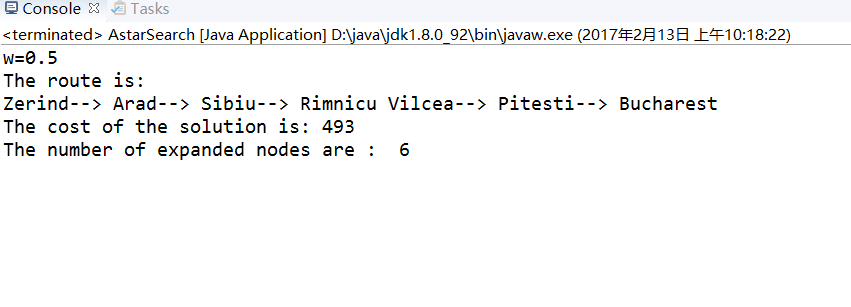 Console Tasks
<terminated> AstarSearch [Java Application] D:\java\jdk1.8.0_92\bin\javaw.exe (2017年2月13日 上午10:18:22)
w=0.5
The route is:
Zerind--> Arad--> Sibiu--> Rimnicu Vilcea--> Pitesti--> Bucharest
The cost of the solution is: 493
The number of expanded nodes are :  6